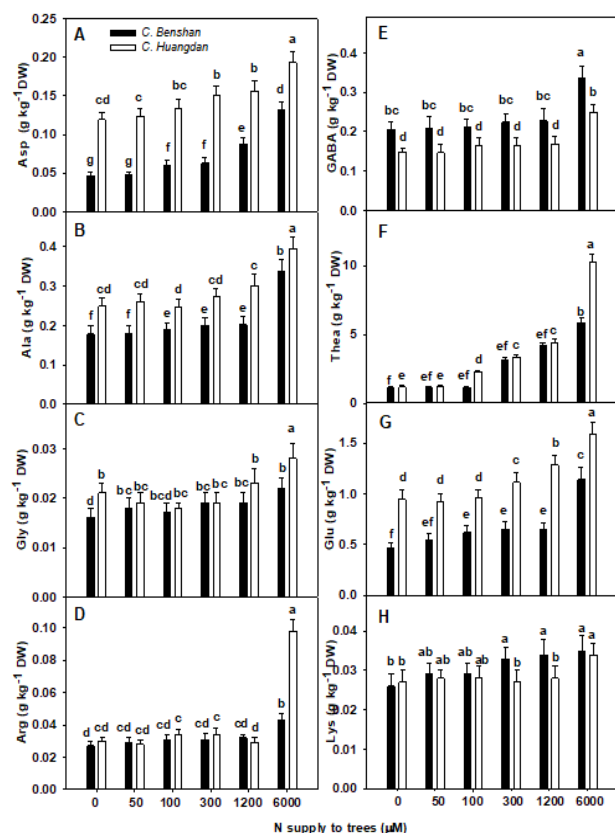 A
C. Benshan
C. Huangdan
Asp (g kg-1 DW)
0.25
0.20
0.15
0.10
0.05
0.00
g cd g c f bc f b e b d a
B
Ala (g kg-1 DW)
0.4
0.3
0.2
0.1
0.0
f cd f cd e d e cd e c b a
C
Gly (g kg-1 DW)
0.03
0.02
0.01
0.00
d b bc bc bcd bc bc bc bc b b a
D
Arg (g kg-1 DW)
0.10
0.08
0.06
0.04
0.02
0.00
d cd cd cd cd c cd cd cd d b a
0 50 100 300 1200 6000
E
GABA (g kg-1 DW)
0.4
0.3
0.2
0.1
0.0
bc d bc d bc d bc d bc d a b
F
Thea (g kg-1 DW)
10
5
0
f e ef e ef d ef c ef c b a
G
Glu (g kg-1 DW)
1.5
1.0
0.5
0.0
f d ef d e d e c e b c a
H
Lys (g kg-1 DW)
0.04
0.03
0.02
0.01
0.00
b b ab ab ab ab a b a b a a
0 50 100 300 1200 6000
N supply to trees (µM)